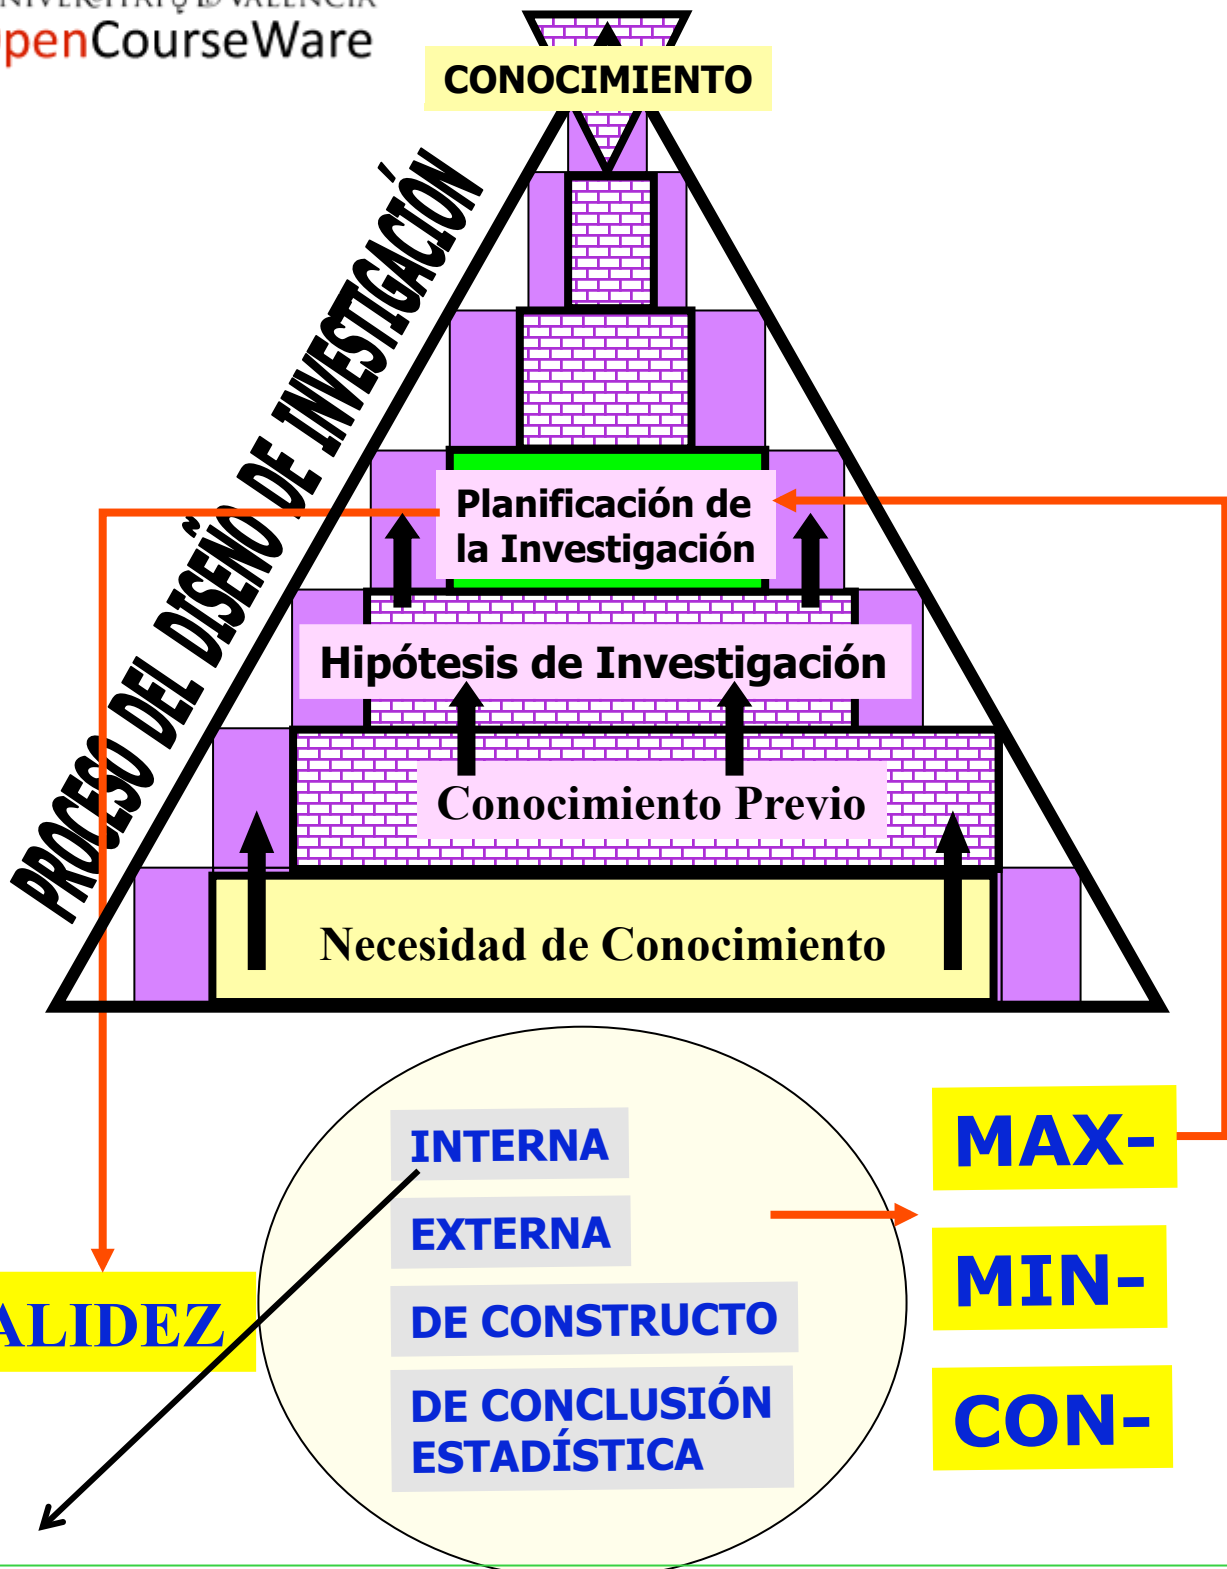 OpenCourseWare
CONOCIMIENTO
PROCESO DEL DISEÑO DE INVESTIGACIÓN
Planificación de
la Investigación
Hipótesis de Investigación
Conocimiento Previo
Necesidad de Conocimiento
INTERNA
EXTERNA
DE CONSTRUCTO
DE CONCLUSIÓN
ESTADÍSTICA
ALIDEZ
MAX-
MIN-
CON-